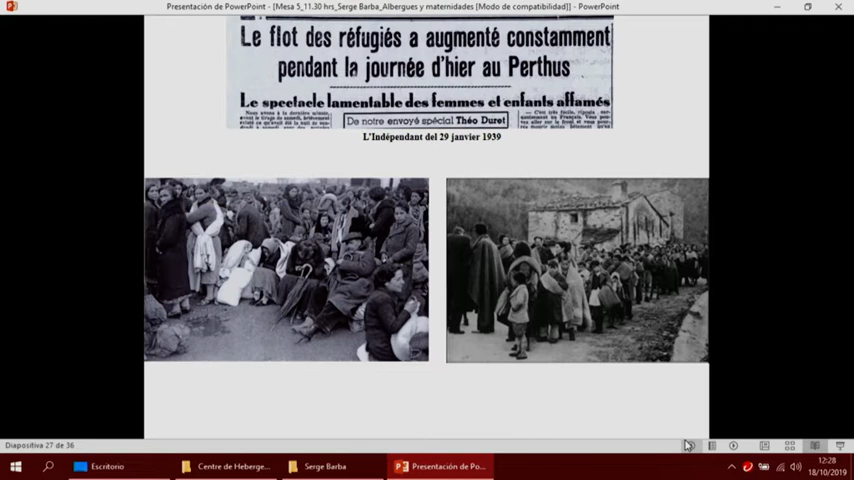 Presentación de PowerPoint - [Mesa 5_11.30 hrs_Serge Barba_Albergues y maternidades [Modo de compatibilidad]] - PowerPoint
Le flot des réfugiés a augmenté constamment
pendant la journée d'hier au Perthus
Le spectacle lamentable des femmes et enfants affamés
De notre envoyé spécial Théo Duret
L'Indépendant del 29 janvier 1939
Diapositiva 27 de 36
Escritorio
Centre de Heberge...
Serge Barba
Presentación de Po...
12:28
18/10/2019